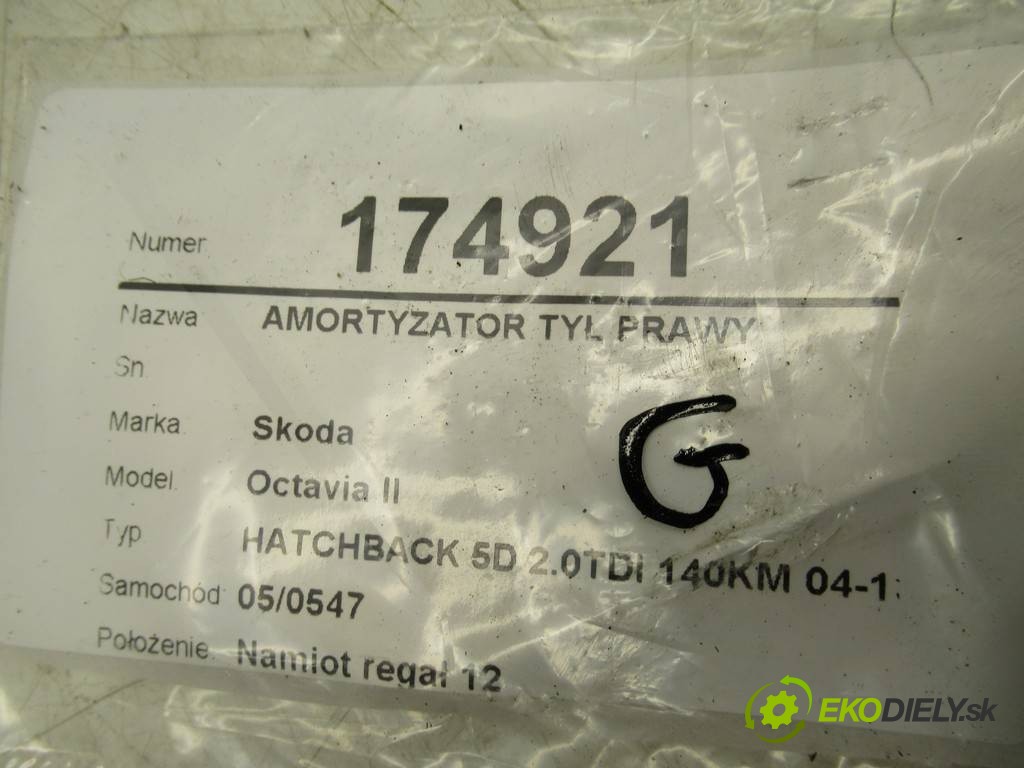 Numer 174921
Nazwa AMORTYZATOR TYŁ PRAWY
Sn
Marka Skoda
G
Model Octavia II
Typ HATCHBACK 5D 2.0TDI 140KM 04-1
Samochód 05/0547
Położenie Namiot regał 12
EKODIELY.sk